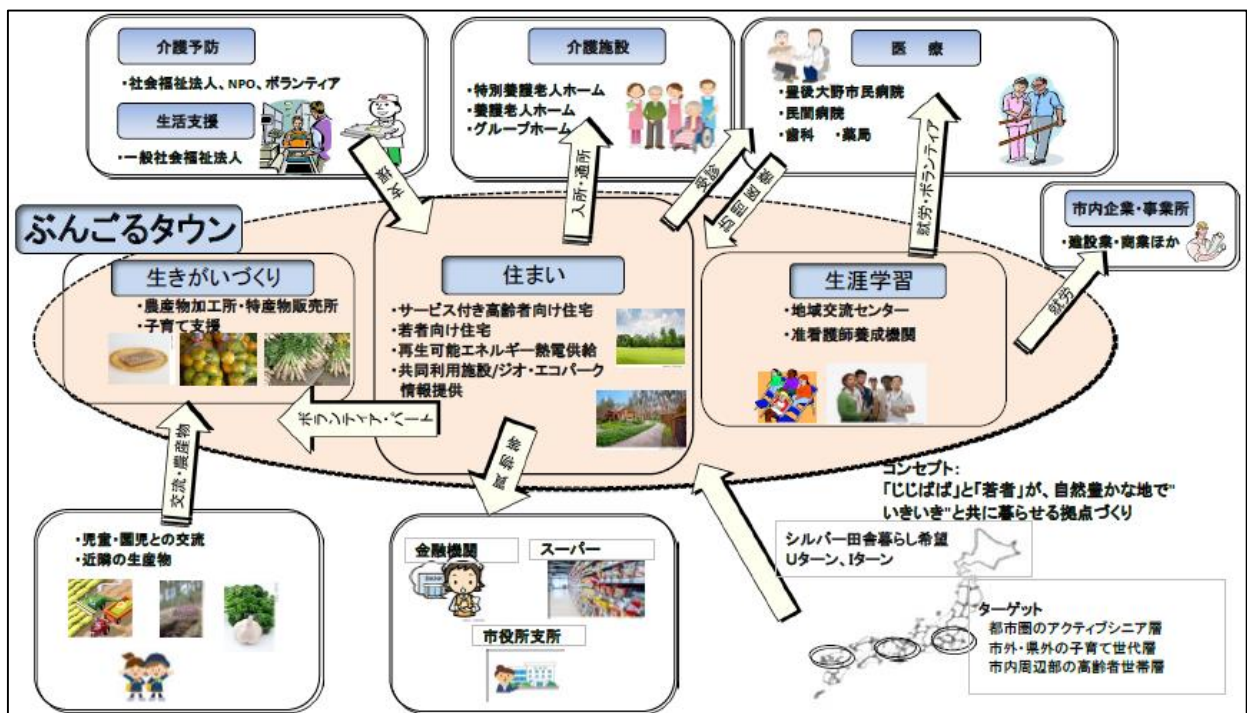 介護予防
・社会福祉法人、NPO、ボランティア
生活支援
・一般社会福祉法人
介護施設
・特別養護老人ホーム
・養護老人ホーム
・グループホーム
医　療
・豊後大野市民病院
・民間病院
・歯科　・薬局
支援
入所・通所
受診
訪問医療
就労・ボランティア
市内企業・事業所
・建設業・商業ほか
就労
ぶんごるタウン
生きがいづくり
・農産物加工所・特産物販売所
・子育て支援
住まい
・サービス付き高齢者向け住宅
・若者向け住宅
・再生可能エネルギー熱電供給
・共同利用施設/ジオ・エコパーク
情報提供
生涯学習
・地域交流センター
・准看護師養成機関
ボランティア・パート
交流・農産物
買物等
・児童・園児との交流
・近隣の生産物
金融機関
BANK
スーパー
市役所支所
コンセプト：
「じじばば」と「若者」が、自然豊かな地で"
いきいき"と共に暮らせる拠点づくり
シルバー田舎暮らし希望
Uターン、Iターン
ターゲット
都市圏のアクティブシニア層
市外・県外の子育て世代層
市内周辺部の高齢者世帯層